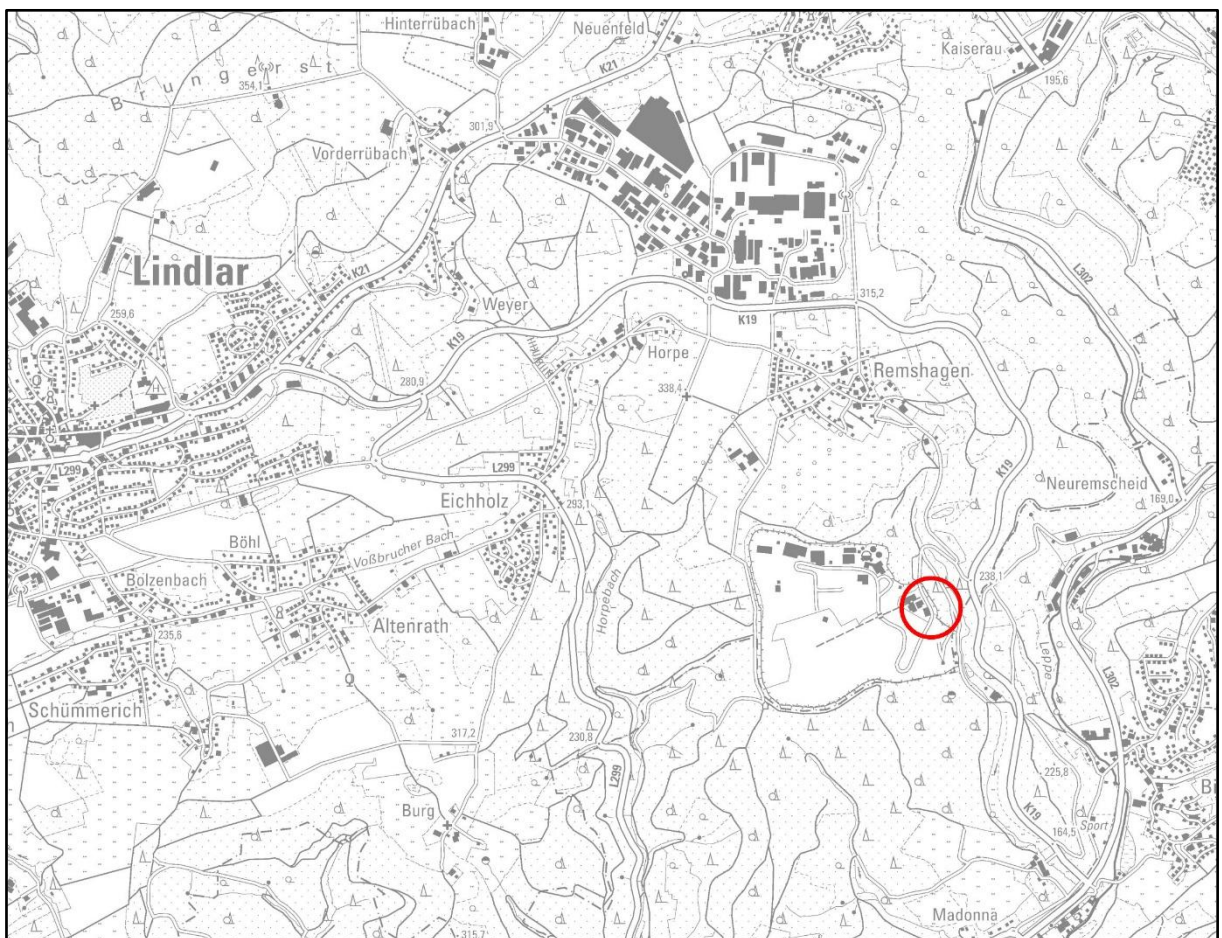 Hinterrübach
Neuenfeld
Kaiserau
K21
195,6
Brungerst
354,1
301,9
Vorderrübach
Lindlar
K21
L302
259,6
Weyer
315,2
K19
K19
Horpe
Remshagen
280,9
338,4
K19
L299
L299
Eichholz
Neuremscheid
293,1
169,0
Böhl
Voßbrucher Bach
Bolzenbach
238,1
Horpebach
Altenrath
235,6
Leppe
L302
Schümmerich
317,2
230,8
225,8
L299
Bi
Burg
K19
164,5
Sport
Madonna
315,7